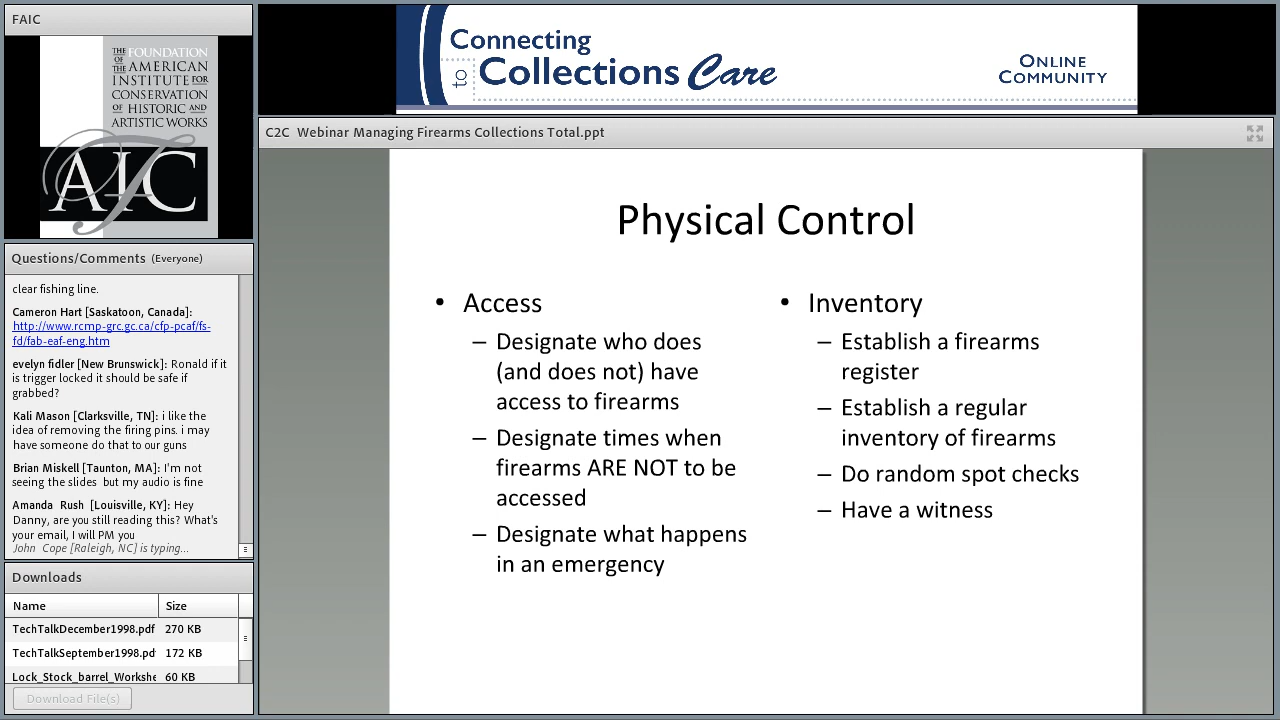 FAIC
THE FOUNDATION
OF THE AMERICAN
INSTITUTE FOR
CONSERVATION
OF HISTORIC AND
ARTISTIC WORKS
AIC
Connecting
to Collections Care
ONLINE
COMMUNITY
Questions/Comments (Everyone)
clear fishing line.
Cameron Hart [Saskatoon, Canada]:
http://www.rcmp-grc.gc.ca/cfp-pcaf/fs-
fd/fab-eaf-eng.htm
evelyn fidler [New Brunswick]: Ronald if it
is trigger locked it should be safe if
grabbed?
Kali Mason [Clarksville, TN]: i like the
idea of removing the firing pins. i may
have someone do that to our guns
Brian Miskell [Taunton, MA]: I'm not
seeing the slides but my audio is fine
Amanda Rush [Louisville, KY]: Hey
Danny, are you still reading this? What's
your email, I will PM you
John Cope [Raleigh, NC] is typing...
Downloads
Name Size
TechTalkDecember1998.pdf 270 KB
TechTalkSeptember1998.pd 172 KB
Lock_Stock_barrel_Workshe 60 KB
Download File(s)
C2C Webinar Managing Firearms Collections Total.ppt
Physical Control
• Access
– Designate who does
(and does not) have
access to firearms
– Designate times when
firearms ARE NOT to be
accessed
– Designate what happens
in an emergency
• Inventory
– Establish a firearms
register
– Establish a regular
inventory of firearms
– Do random spot checks
– Have a witness